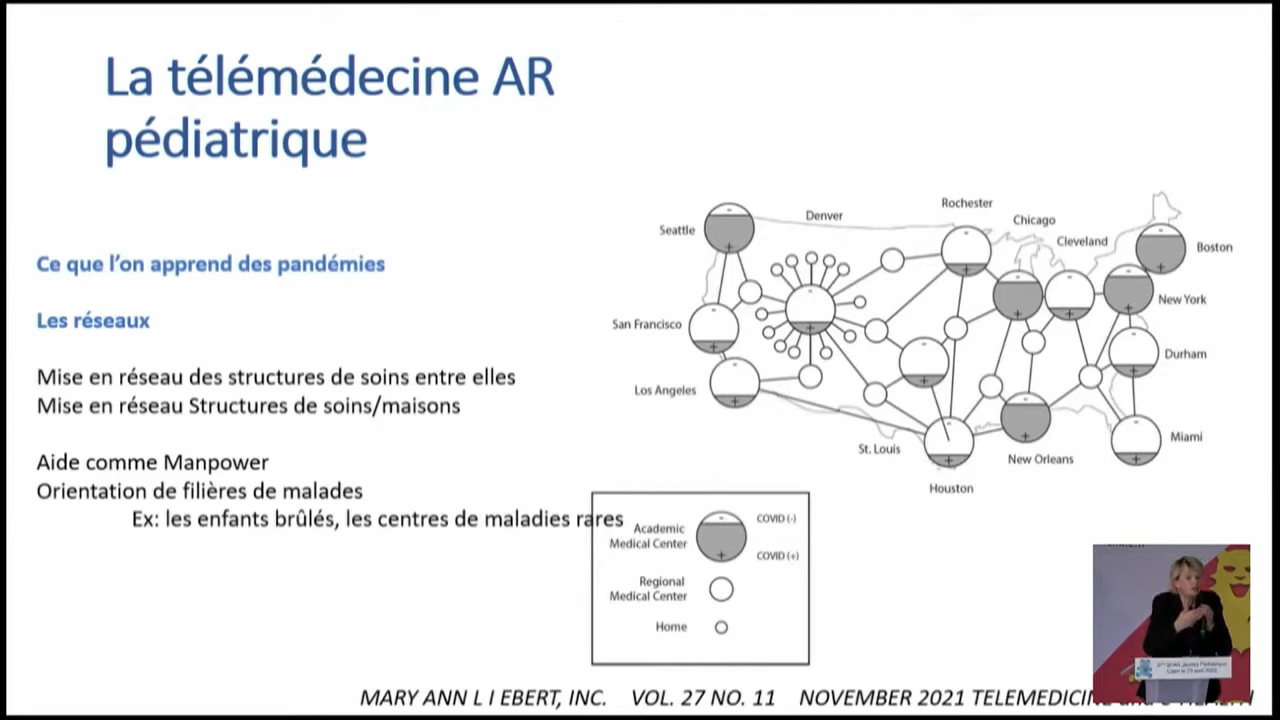 La télémédecine AR
pédiatrique
Ce que l'on apprend des pandémies
Les réseaux
Mise en réseau des structures de soins entre elles
Mise en réseau Structures de soins/maisons
Aide comme Manpower
Orientation de filières de malades
Ex: les enfants brûlés, les centres de maladies rares
Seattle
Denver
Rochester
Chicago
Cleveland
Boston
New York
San Francisco
Durham
Los Angeles
Miami
St. Louis
New Orleans
Houston
Academic
Medical Center
COVID (-)
COVID (+)
Regional
Medical Center
Home
MARY ANN L I EBERT, INC. VOL. 27 NO. 11 NOVEMBER 2021